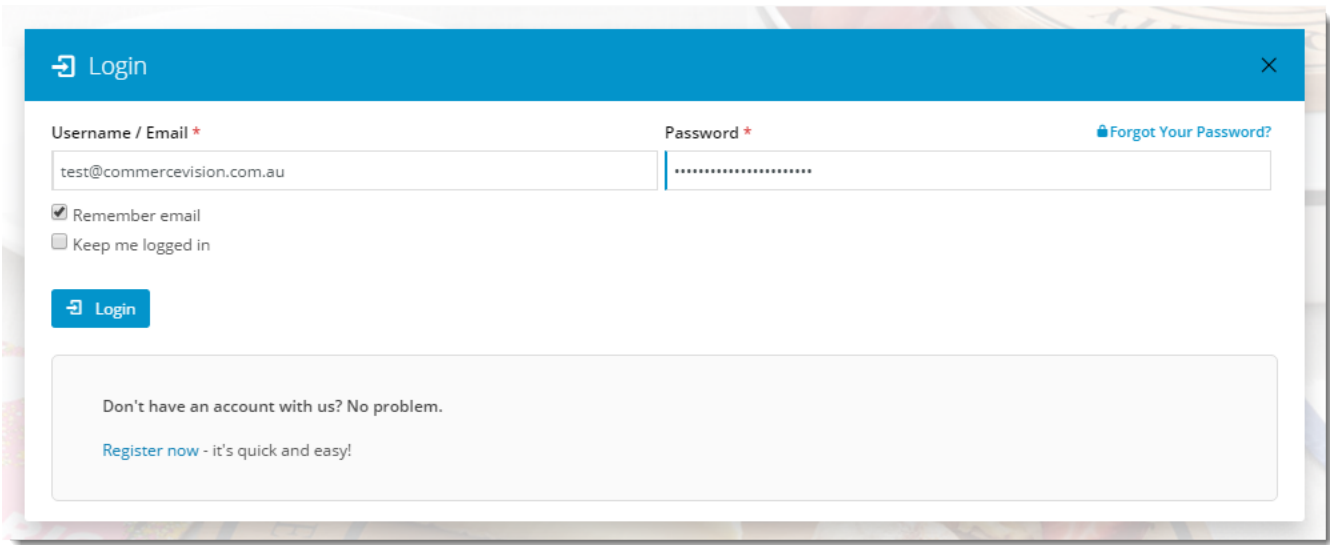 Login
Username / Email *
Password *
Forgot Your Password?
test@commercevision.com.au
•••••••••••••••••••••••
Remember email
Keep me logged in
Login
Don't have an account with us? No problem.
Register now - it's quick and easy!